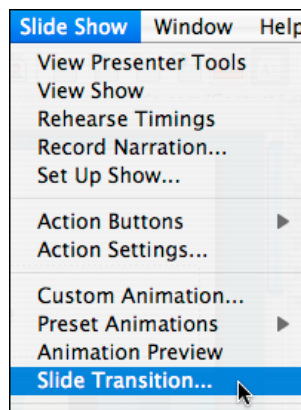 Slide Show Window Help
View Presenter Tools
View Show
Rehearse Timings
Record Narration...
Set Up Show...
Action Buttons
Action Settings...
Custom Animation...
Preset Animations
Animation Preview
Slide Transition...